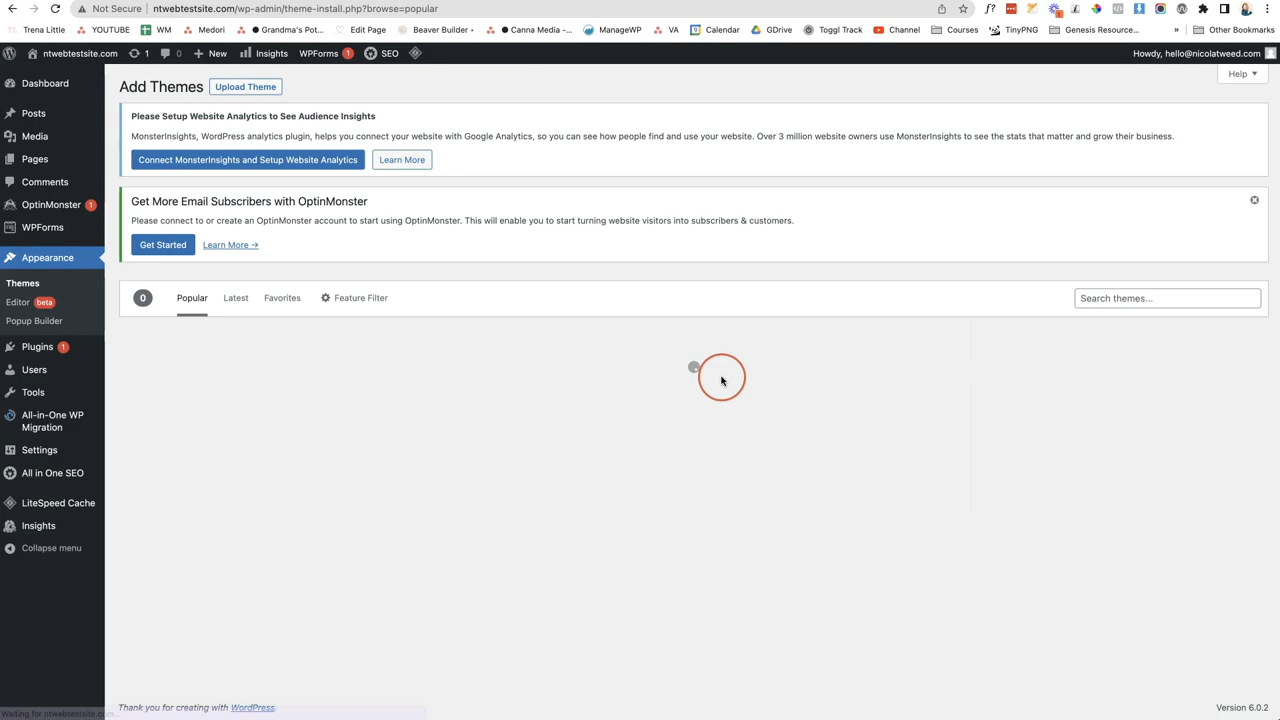 Not Secure ntwebtestsite.com/wp-admin/theme-install.php?browse=popular
Trena Little YOUTUBE WM Medori Grandma's Pot... Edit Page Beaver Builder • Canna Media -... ManageWP VA Calendar GDrive Toggl Track Channel Courses TinyPNG Genesis Resource... » Other Bookmarks
ntwebtestsite.com 1 0 New Insights WPForms 1 SEO Howdy, hello@nicolatweed.com
Dashboard
Posts
Media
Pages
Comments
OptinMonster 1
WPForms
Appearance
Themes
Editor beta
Popup Builder
Plugins 1
Users
Tools
All-in-One WP
Migration
Settings
All in One SEO
LiteSpeed Cache
Insights
Collapse menu
Waiting for ntwebtestsite.com...
Help ▼
Add Themes Upload Theme
Please Setup Website Analytics to See Audience Insights
MonsterInsights, WordPress analytics plugin, helps you connect your website with Google Analytics, so you can see how people find and use your website. Over 3 million website owners use MonsterInsights to see the stats that matter and grow their business.
Connect MonsterInsights and Setup Website Analytics Learn More
Get More Email Subscribers with OptinMonster
Please connect to or create an OptinMonster account to start using OptinMonster. This will enable you to start turning website visitors into subscribers & customers.
Get Started Learn More →
0 Popular Latest Favorites Feature Filter Search themes...
Thank you for creating with WordPress. Version 6.0.2